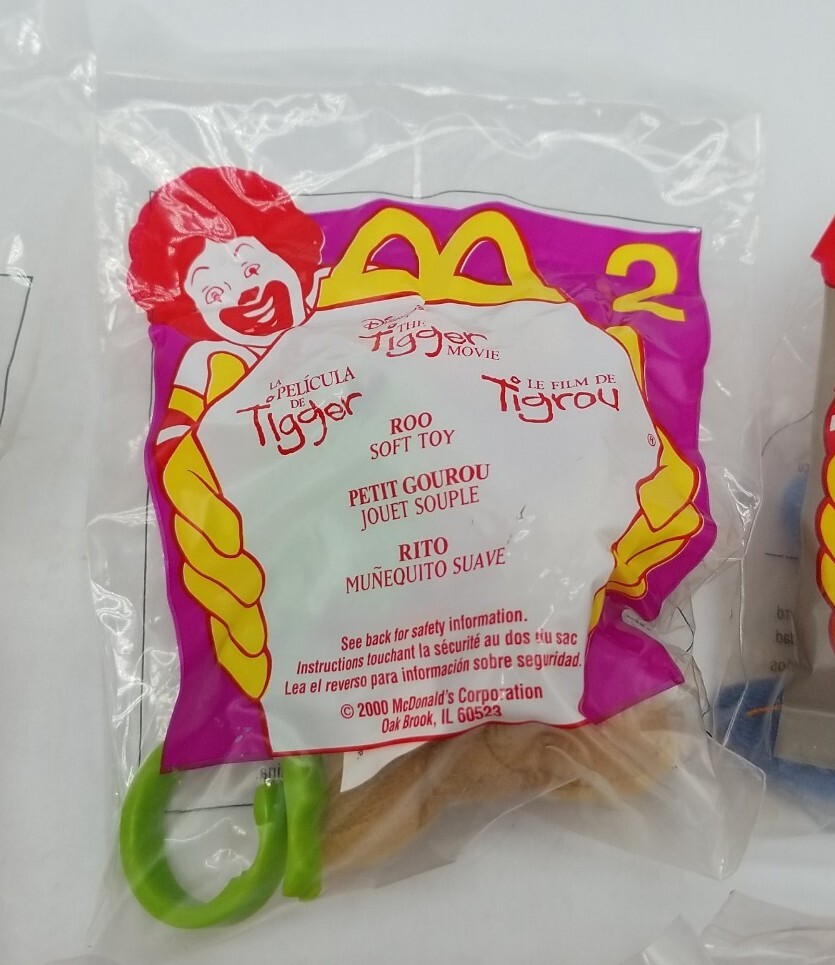 2
Disney's
THE
Tigger
MOVIE
LA
PELÍCULA
DE
Tigger
LE FILM DE
Tigrou
ROO
SOFT TOY
PETIT GOUROU
JOUET SOUPLE
RITO
MUÑEQUITO SUAVE
See back for safety information.
Instructions touchant la sécurité au dos du sac
Lea el reverso para información sobre seguridad.
© 2000 McDonald's Corporation
Oak Brook, IL 60523